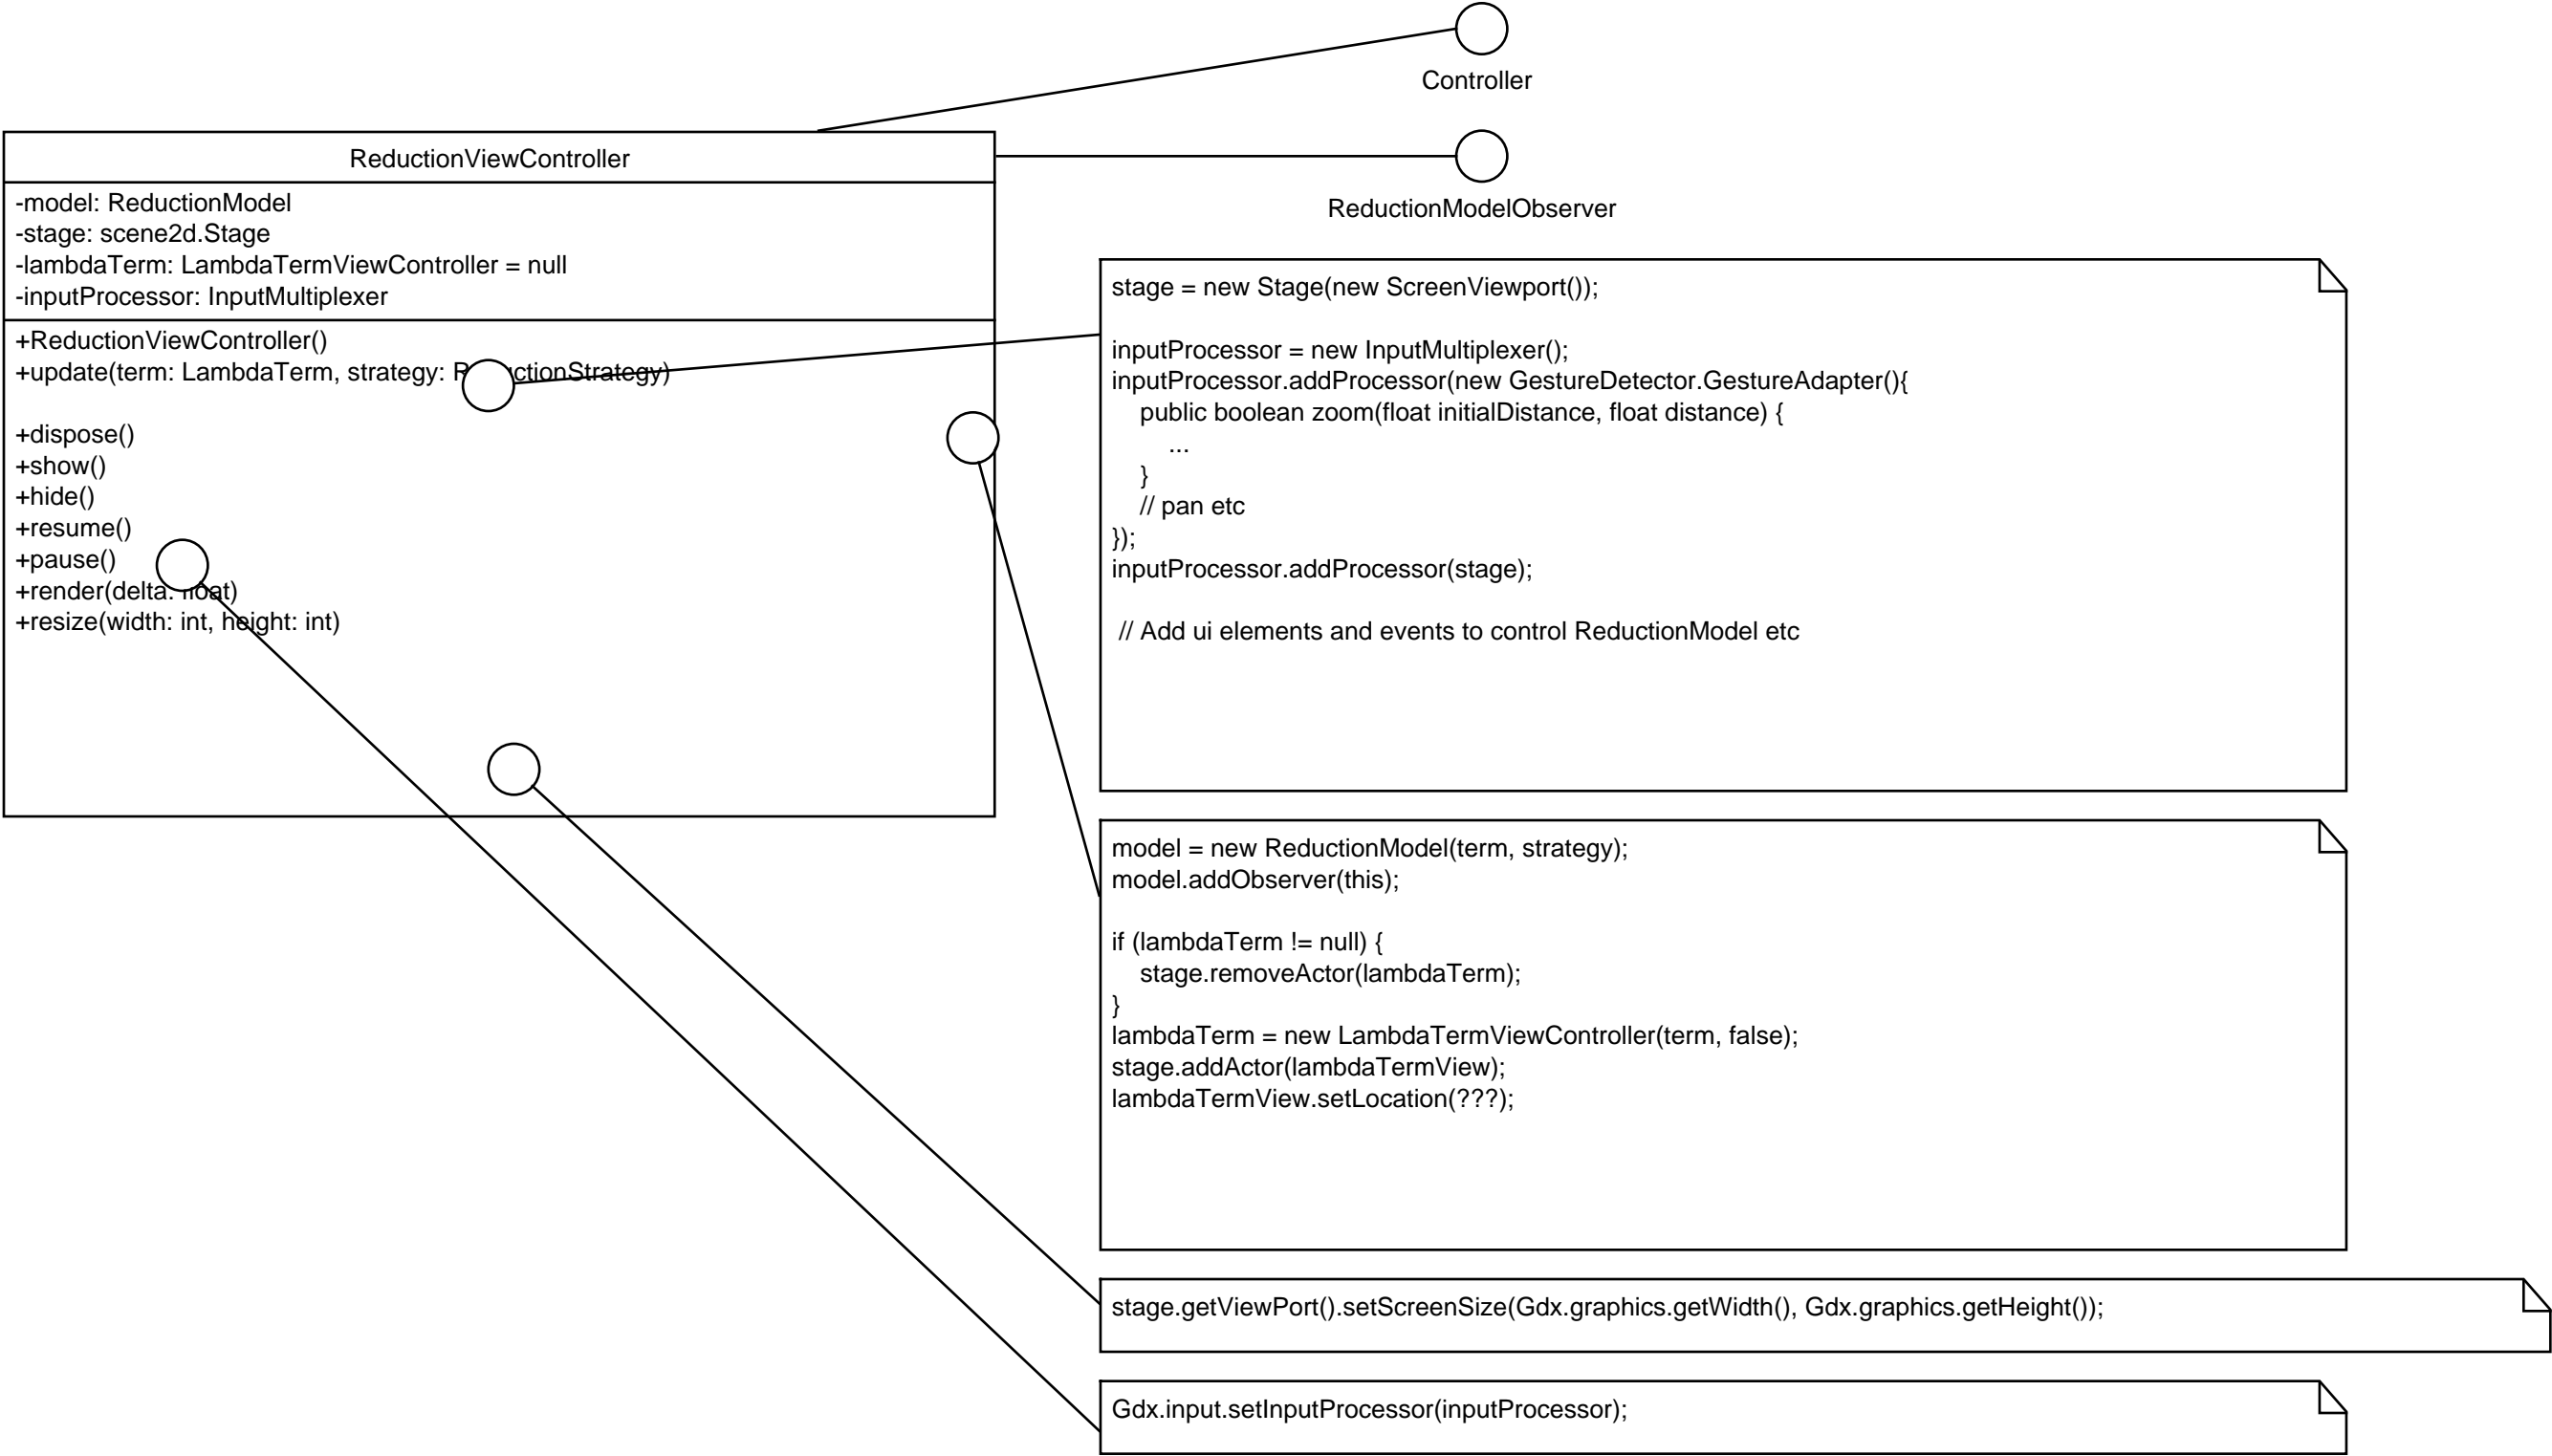 Controller
ReductionViewController
ReductionModelObserver
-model: ReductionModel
-stage: scene2d.Stage
-lambdaTerm: LambdaTermViewController = null
-inputProcessor: InputMultiplexer
+ReductionViewController()
+update(term: LambdaTerm, strategy: ReductionStrategy)
+dispose()
+show()
+hide()
+resume()
+pause()
+render(delta: float)
+resize(width: int, height: int)
stage = new Stage(new ScreenViewport());
inputProcessor = new InputMultiplexer();
inputProcessor.addProcessor(new GestureDetector.GestureAdapter(){
public boolean zoom(float initialDistance, float distance) {
...
}
// pan etc
});
inputProcessor.addProcessor(stage);
// Add ui elements and events to control ReductionModel etc
model = new ReductionModel(term, strategy);
model.addObserver(this);
if (lambdaTerm != null) {
stage.removeActor(lambdaTerm);
}
lambdaTerm = new LambdaTermViewController(term, false);
stage.addActor(lambdaTermView);
lambdaTermView.setLocation(???);
stage.getViewPort().setScreenSize(Gdx.graphics.getWidth(), Gdx.graphics.getHeight());
Gdx.input.setInputProcessor(inputProcessor);